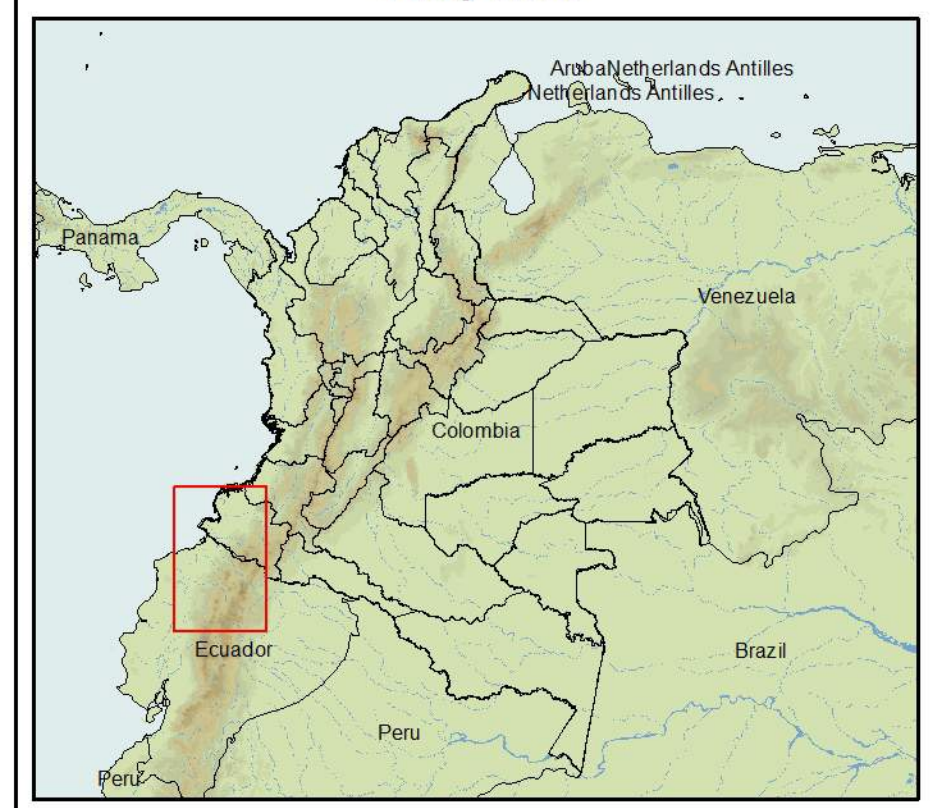 ArubaNetherlands Antilles
Netherlands Antilles
Panama
Venezuela
Colombia
Ecuador
Brazil
Peru
Peru